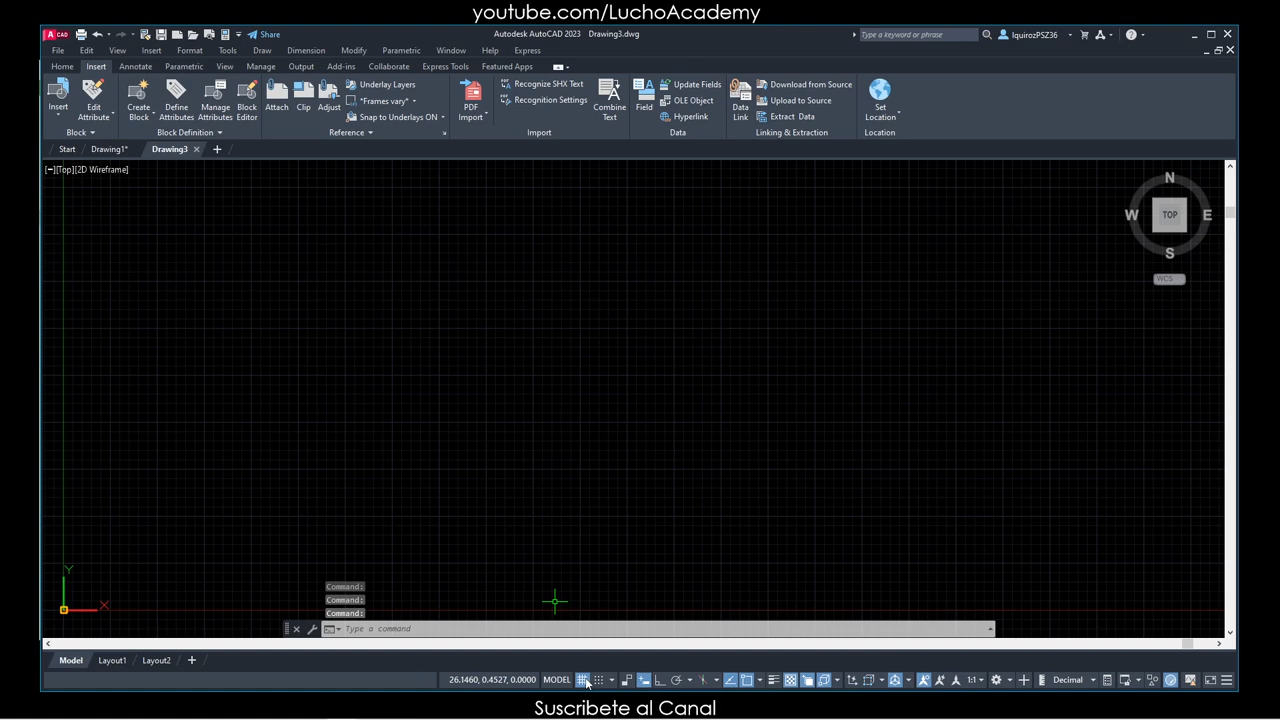 youtube.com/LuchoAcademy
A CAD Share Autodesk AutoCAD 2023 Drawing3.dwg Type a keyword or phrase IquirozPSZ36
File Edit View Insert Format Tools Draw Dimension Modify Parametric Window Help Express
Home Insert Annotate Parametric View Manage Output Add-ins Collaborate Express Tools Featured Apps
Insert Edit Attribute Create Block Define Attributes Manage Attributes Block Editor Attach Clip Adjust Underlay Layers *Frames vary* Snap to Underlays ON PDF Import Recognize SHX Text Recognition Settings Combine Text Field Update Fields OLE Object Hyperlink Data Link Download from Source Upload to Source Extract Data Set Location
Block Block Definition Reference Import Data Linking & Extraction Location
Start Drawing1* Drawing3
[−][Top][2D Wireframe]
N
W TOP E
S
WCS
Y
X
Command:
Command:
Command:
Type a command
Model Layout1 Layout2
26.1460, 0.4527, 0.0000 MODEL 1:1 Decimal
Suscribete al Canal